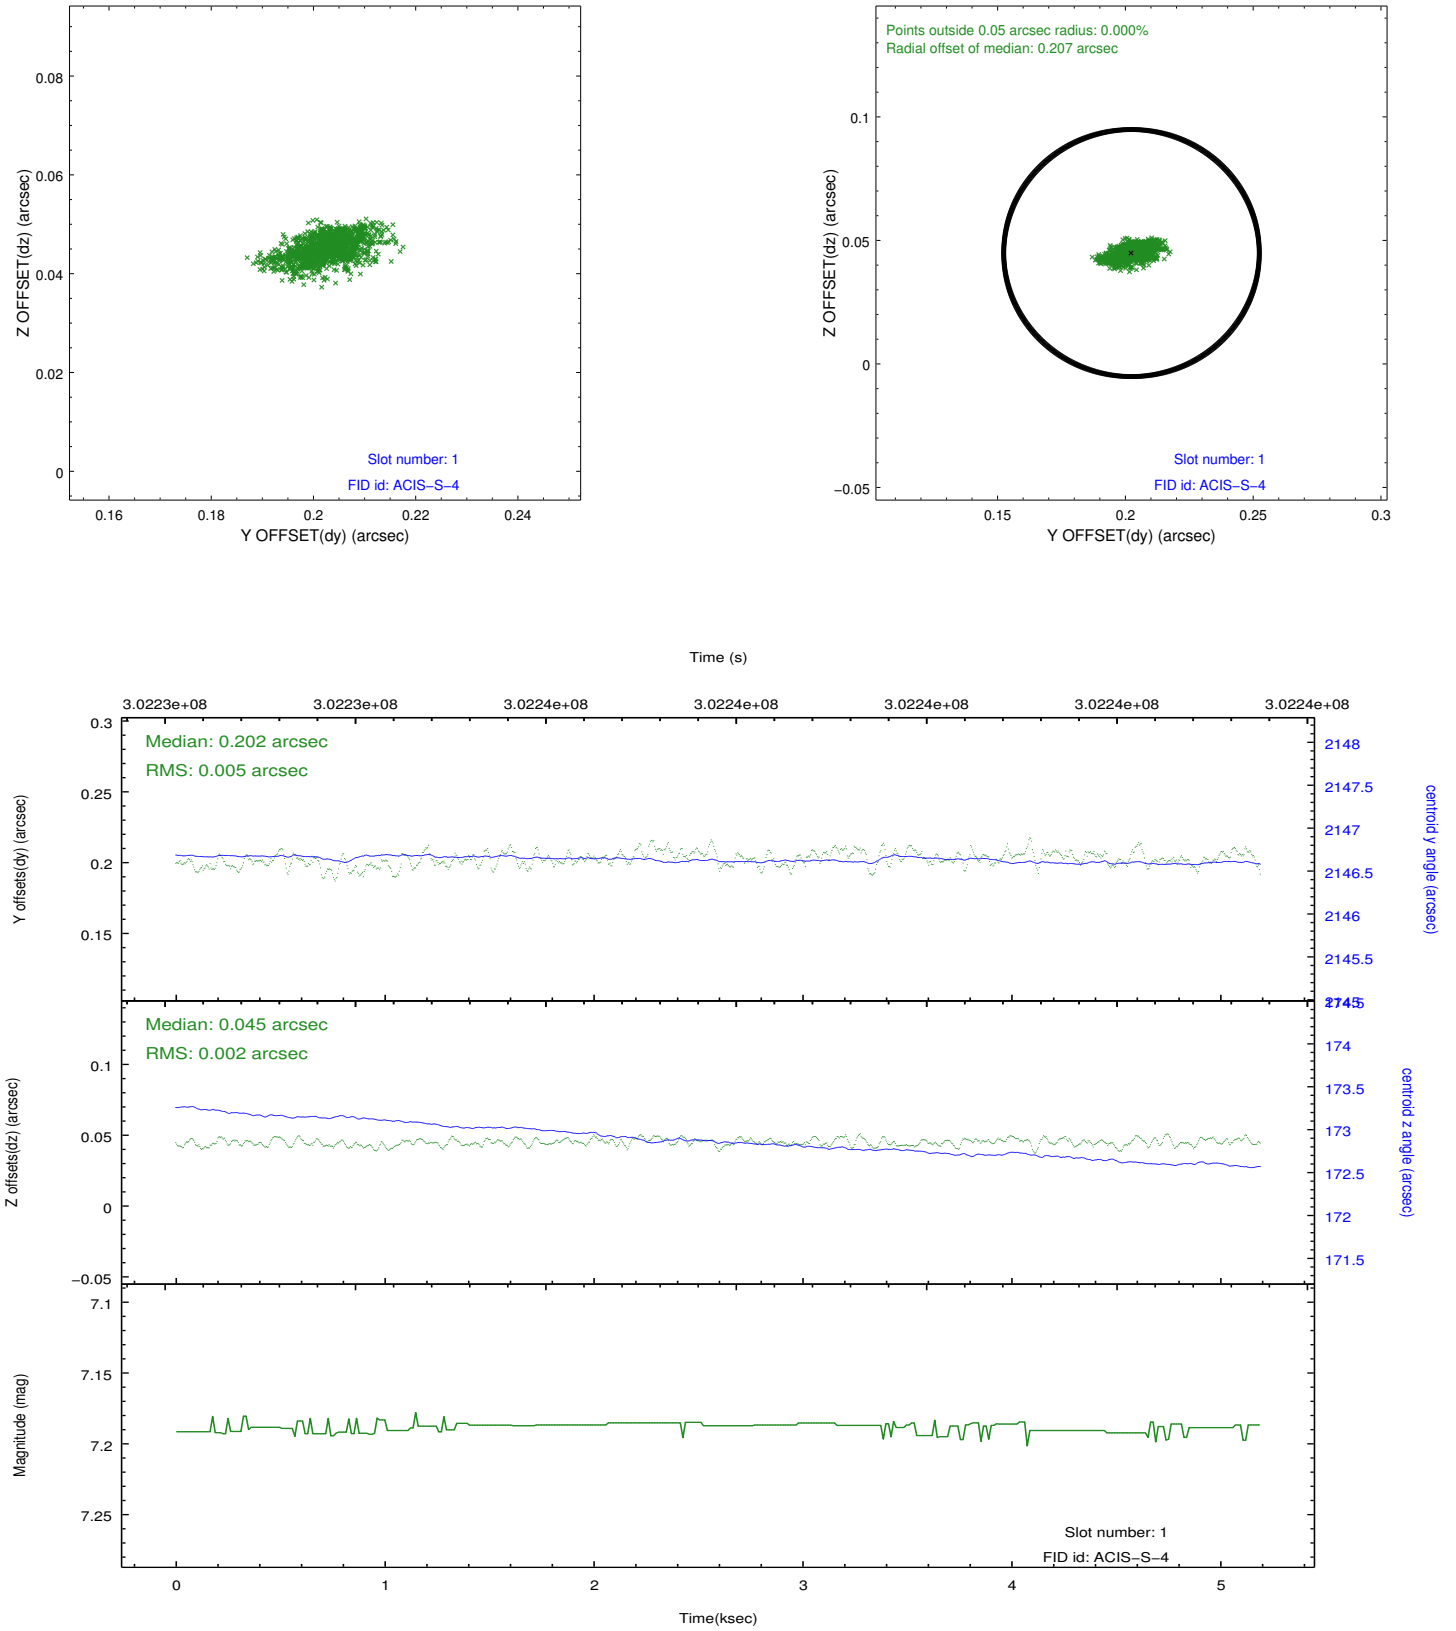 0.08
0.06
0.04
0.02
0
Z OFFSET(dz) (arcsec)
Slot number: 1
FID id: ACIS−S−4
0.16
0.18
0.2
0.22
0.24
Y OFFSET(dy) (arcsec)
Points outside 0.05 arcsec radius: 0.000%
Radial offset of median: 0.207 arcsec
0.1
0.05
0
−0.05
Z OFFSET(dz) (arcsec)
Slot number: 1
FID id: ACIS−S−4
0.15
0.2
0.25
0.3
Y OFFSET(dy) (arcsec)
Time (s)
3.0223e+08 3.0223e+08 3.0224e+08 3.0224e+08 3.0224e+08 3.0224e+08 3.0224e+08
Median: 0.202 arcsec
RMS: 0.005 arcsec
0.3
0.25
0.2
0.15
Y offsets(dy) (arcsec)
2148
2147.5
2147
2146.5
2146
2145.5
2145
centroid y angle (arcsec)
Median: 0.045 arcsec
RMS: 0.002 arcsec
0.1
0.05
0
−0.05
Z offsets(dz) (arcsec)
174.5
174
173.5
173
172.5
172
171.5
centroid z angle (arcsec)
7.1
7.15
7.2
7.25
Magnitude (mag)
Slot number: 1
FID id: ACIS−S−4
0 1 2 3 4 5
Time(ksec)